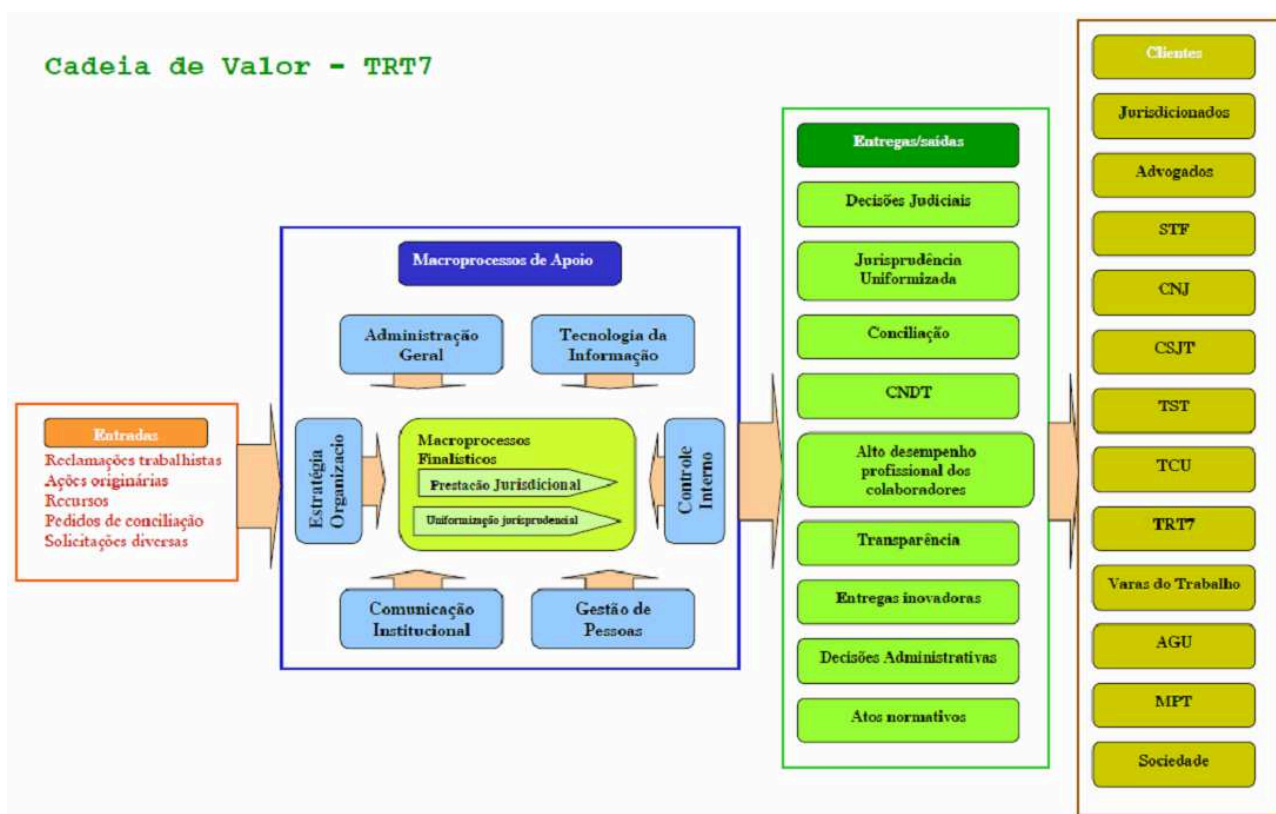 Cadeia de Valor - TRT7
Entradas
Reclamações trabalhistas
Ações originárias
Recursos
Pedidos de conciliação
Solicitações diversas
Macroprocessos de Apoio
Administração
Geral
Tecnologia da
Informação
Estratégia
Organizacio
Macroprocessos
Finalísticos
Prestação Jurisdicional
Uniformização jurisprudencial
Controle
Interno
Comunicação
Institucional
Gestão de
Pessoas
Entregas/saídas
Decisões Judiciais
Jurisprudência
Uniformizada
Conciliação
CNDT
Alto desempenho
profissional dos
colaboradores
Transparência
Entregas inovadoras
Decisões Administrativas
Atos normativos
Clientes
Jurisdicionados
Advogados
STF
CNJ
CSJT
TST
TCU
TRT7
Varas do Trabalho
AGU
MPT
Sociedade